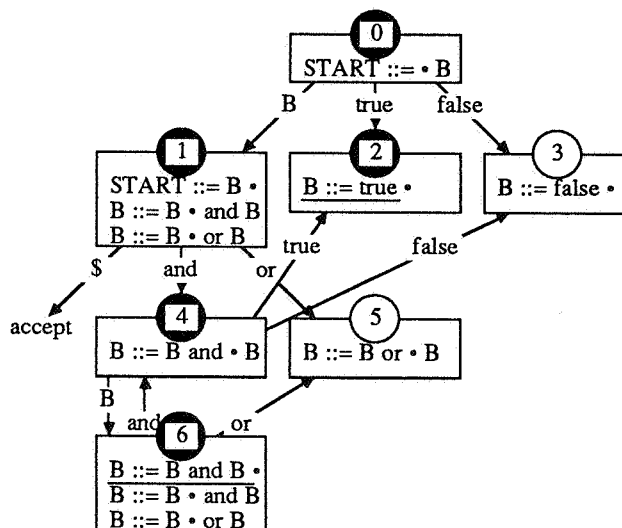 0
START ::= • B
B true false
1 2 3
START ::= B •
B ::= B • and B
B ::= B • or B
B ::= true •
B ::= false •
$ and or true false
accept
4 5
B ::= B and • B
B ::= B or • B
B and or
6
B ::= B and B •
B ::= B • and B
B ::= B • or B